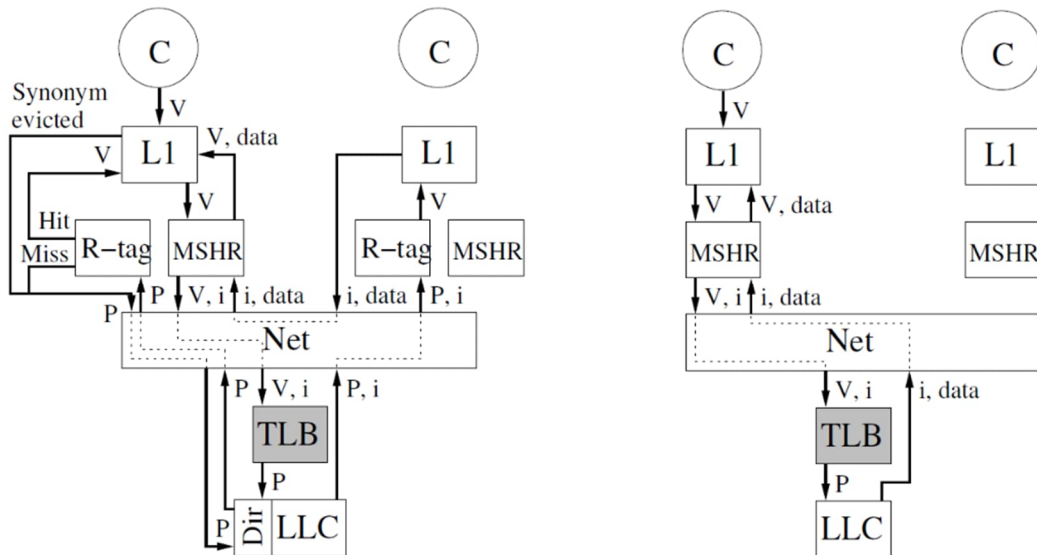 C
C
C
C
Synonym
evicted
V
V
V
L1
V, data
L1
L1
L1
V
V
V
V, data
Hit
Miss
R-tag
MSHR
R-tag
MSHR
MSHR
MSHR
P
P
V, i
i, data
i, data
P, i
V, i
i, data
Net
Net
P
V, i
P, i
V, i
i, data
TLB
TLB
P
P
P
Dir
LLC
LLC